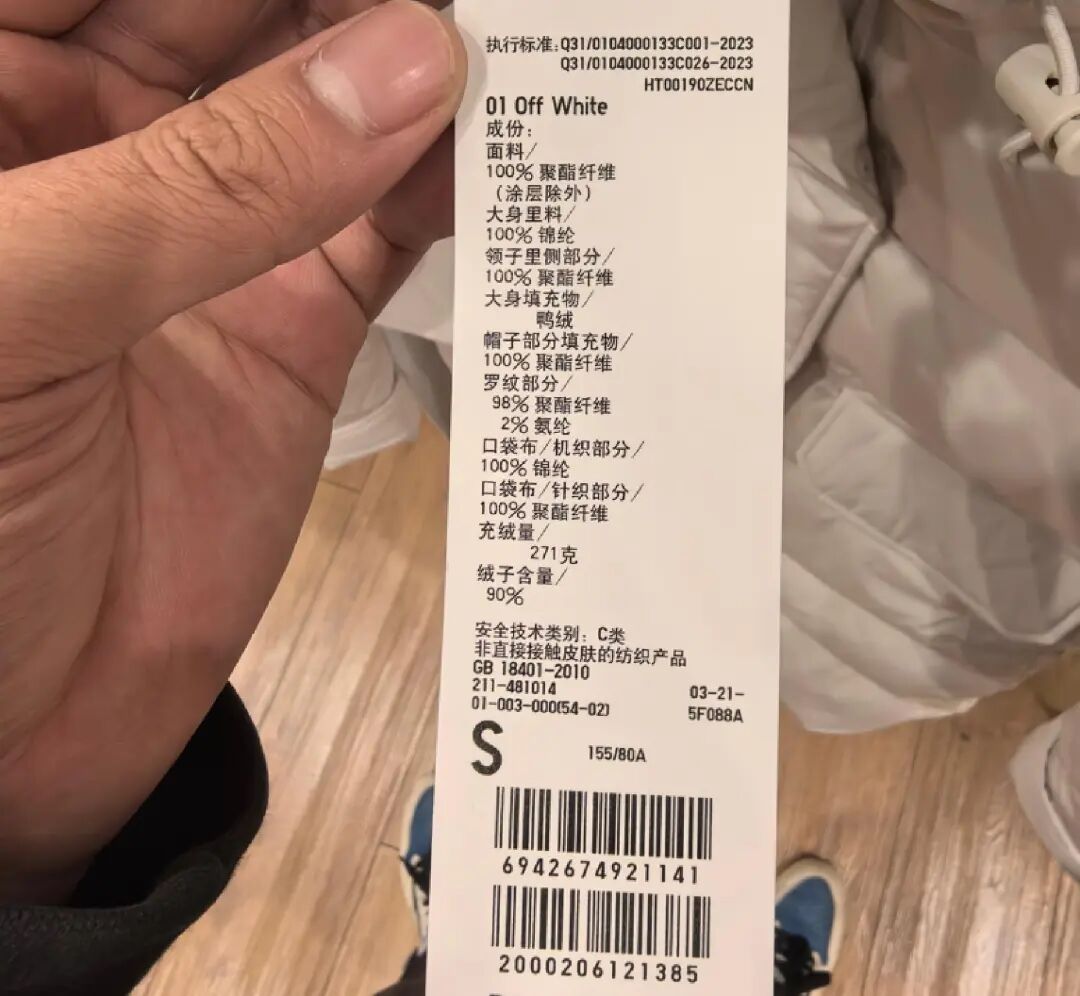 执行标准:Q31/0104000133C001-2023
Q31/0104000133C026-2023
HT00190ZECCN
01 Off White
成份:
面料/
100% 聚酯纤维
(涂层除外)
大身里料/
100% 锦纶
领子里侧部分/
100% 聚酯纤维
大身填充物/
鸭绒
帽子部分填充物/
100% 聚酯纤维
罗纹部分/
98% 聚酯纤维
2% 氨纶
口袋布/机织部分/
100% 锦纶
口袋布/针织部分/
100% 聚酯纤维
充绒量/
271克
绒子含量/
90%
安全技术类别: C类
非直接接触皮肤的纺织产品
GB 18401-2010
211-481014 03-21-
01-003-000(54-02) 5F088A
S 155/80A
6942674921141
2000206121385